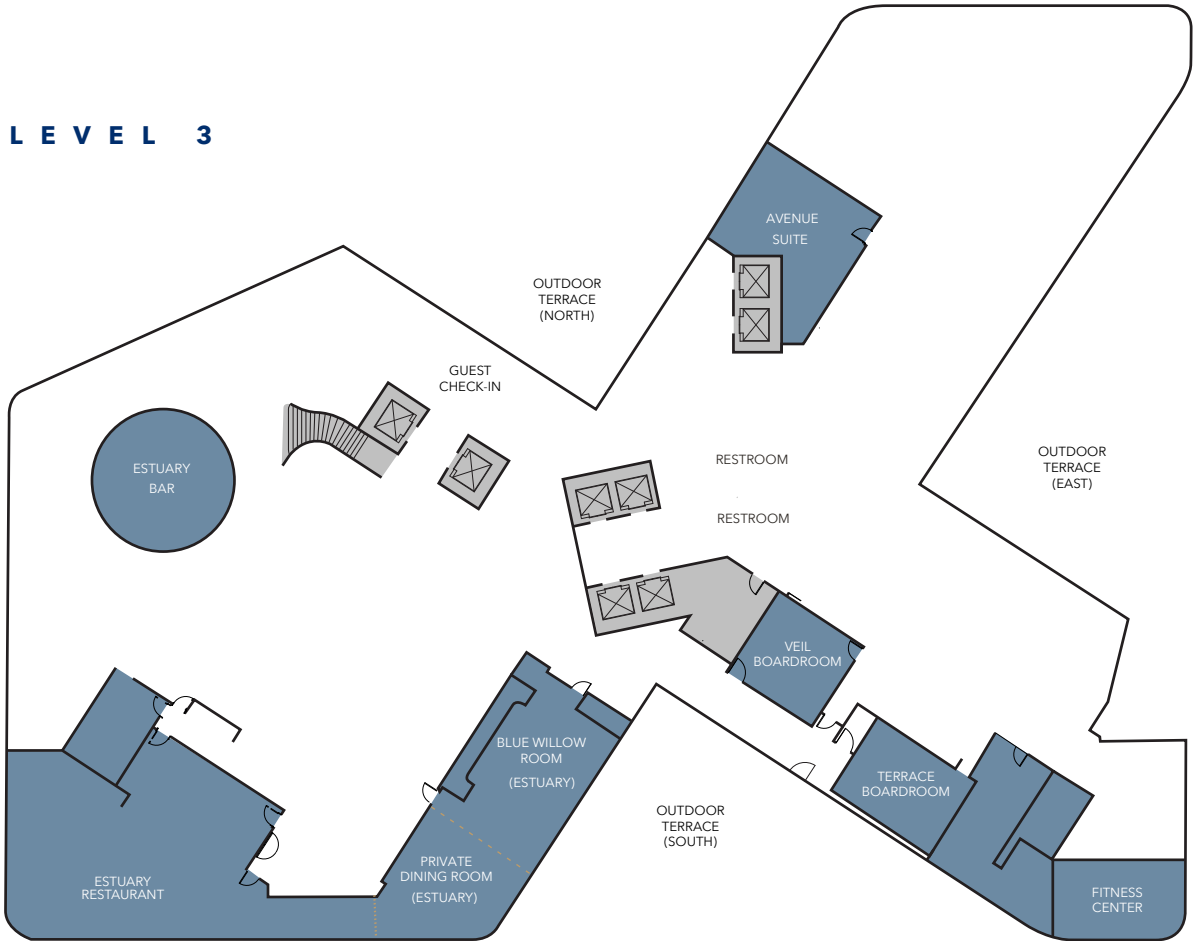 LEVEL 3
AVENUE
SUITE
OUTDOOR
TERRACE
(NORTH)
GUEST
CHECK-IN
ESTUARY
BAR
RESTROOM
RESTROOM
OUTDOOR
TERRACE
(EAST)
VEIL
BOARDROOM
BLUE WILLOW
ROOM
(ESTUARY)
TERRACE
BOARDROOM
OUTDOOR
TERRACE
(SOUTH)
PRIVATE
DINING ROOM
(ESTUARY)
ESTUARY
RESTAURANT
FITNESS
CENTER